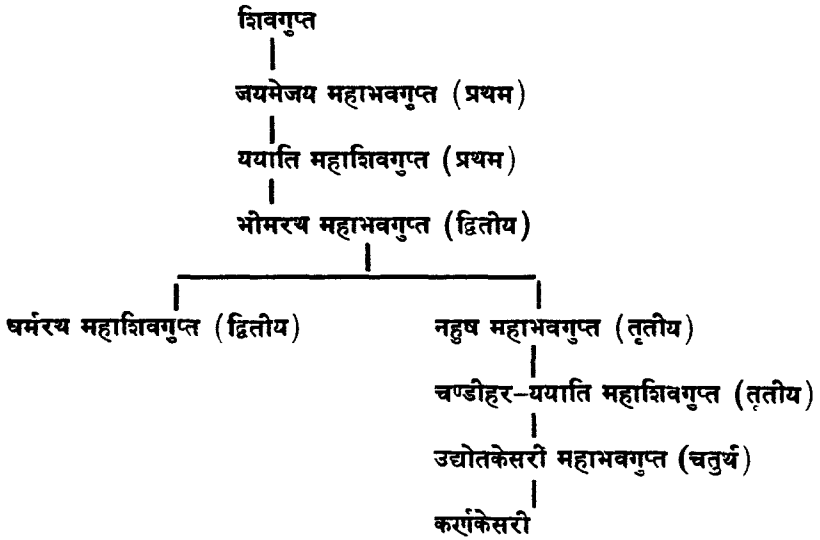 शिवगुप्त
जयमेजय महाभवगुप्त (प्रथम)
ययाति महाशिवगुप्त (प्रथम)
भीमरथ महाभवगुप्त (द्वितीय)
धर्मरथ महाशिवगुप्त (द्वितीय) नहुष महाभवगुप्त (तृतीय)
चण्डीहर-ययाति महाशिवगुप्त (तृतीय)
उद्योतकेसरी महाभवगुप्त (चतुर्थ)
कर्णकेसरी